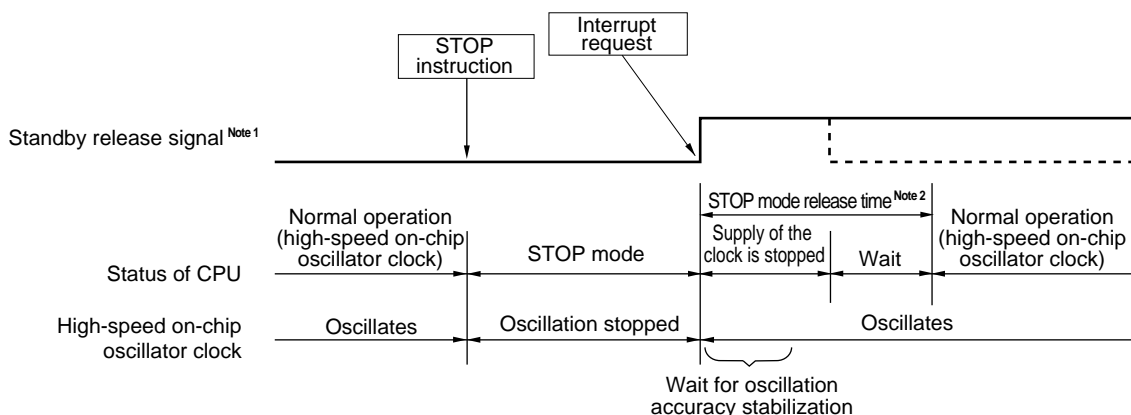 STOP
instruction
Interrupt
request
Standby release signal Note 1
STOP mode release time Note 2
Normal operation
(high-speed on-chip
oscillator clock)
STOP mode
Supply of the
clock is stopped
Wait
Normal operation
(high-speed on-chip
oscillator clock)
Status of CPU
High-speed on-chip
oscillator clock
Oscillates
Oscillation stopped
Oscillates
Wait for oscillation
accuracy stabilization